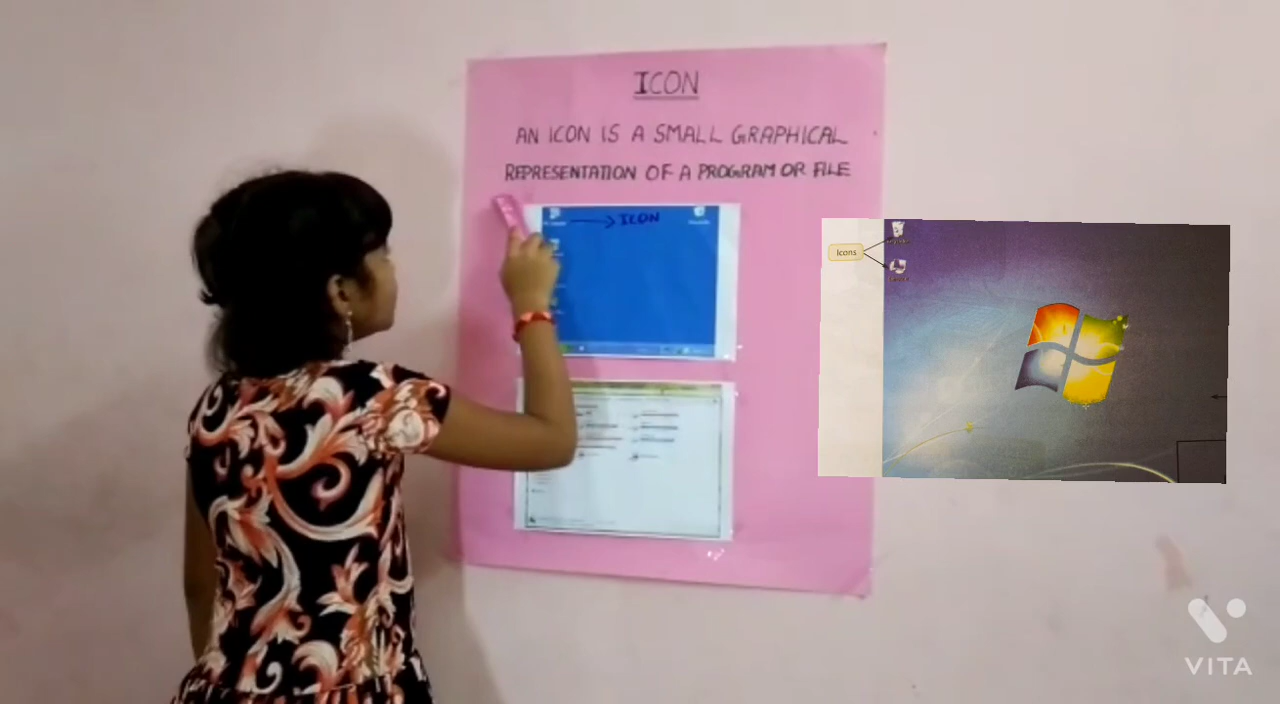 ICON
AN ICON IS A SMALL GRAPHICAL
REPRESENTATION OF A PROGRAM OR FILE
ICON
Icons
VITA